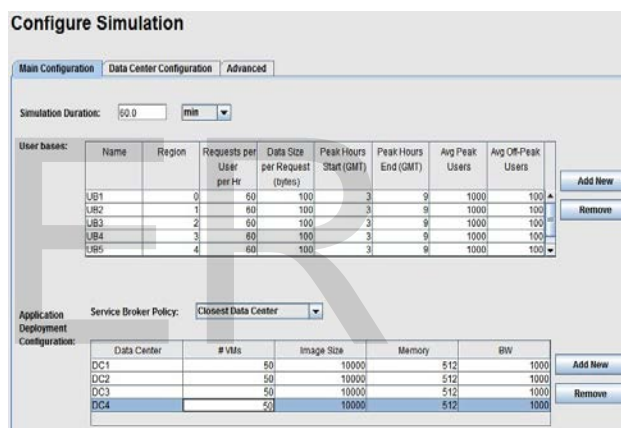 Configure Simulation
Main Configuration Data Center Configuration Advanced
Simulation Duration: 60.0 min
User bases:
Name Region Requests per User per Hr Data Size per Request (bytes) Peak Hours Start (GMT) Peak Hours End (GMT) Avg Peak Users Avg Off-Peak Users
UB1 0 60 100 3 9 1000 100
UB2 1 60 100 3 9 1000 100
UB3 2 60 100 3 9 1000 100
UB4 3 60 100 3 9 1000 100
UB5 4 60 100 3 9 1000 100
Add New
Remove
Application Deployment Configuration:
Service Broker Policy: Closest Data Center
Data Center # VMs Image Size Memory BW
DC1 50 10000 512 1000
DC2 50 10000 512 1000
DC3 50 10000 512 1000
DC4 50 10000 512 1000
Add New
Remove
ER